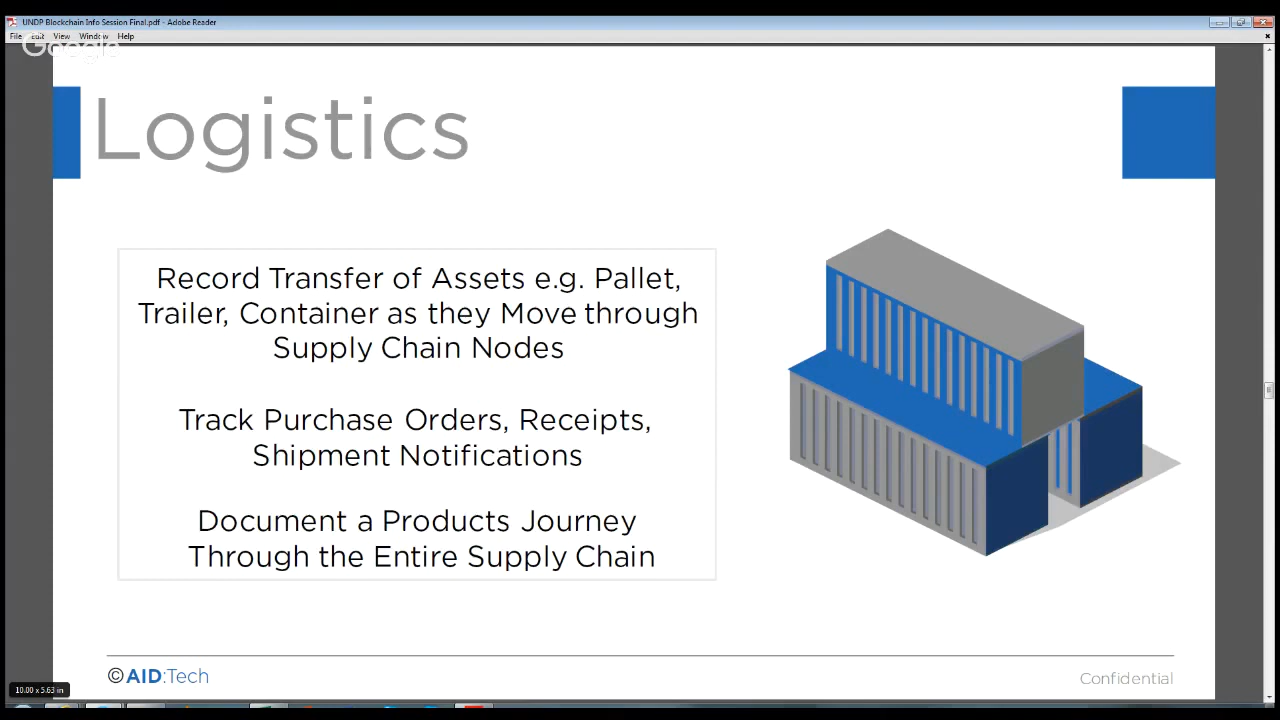 UNDP Blockchain Info Session Final.pdf - Adobe Reader
File Edit View Window Help
Google
Logistics
Record Transfer of Assets e.g. Pallet,
Trailer, Container as they Move through
Supply Chain Nodes
Track Purchase Orders, Receipts,
Shipment Notifications
Document a Products Journey
Through the Entire Supply Chain
©AID:Tech
Confidential
10.00 x 5.63 in